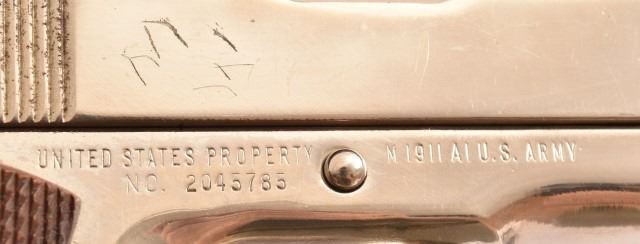 UNITED STATES PROPERTY M 1911 A1 U.S. ARMY
NO. 2045785